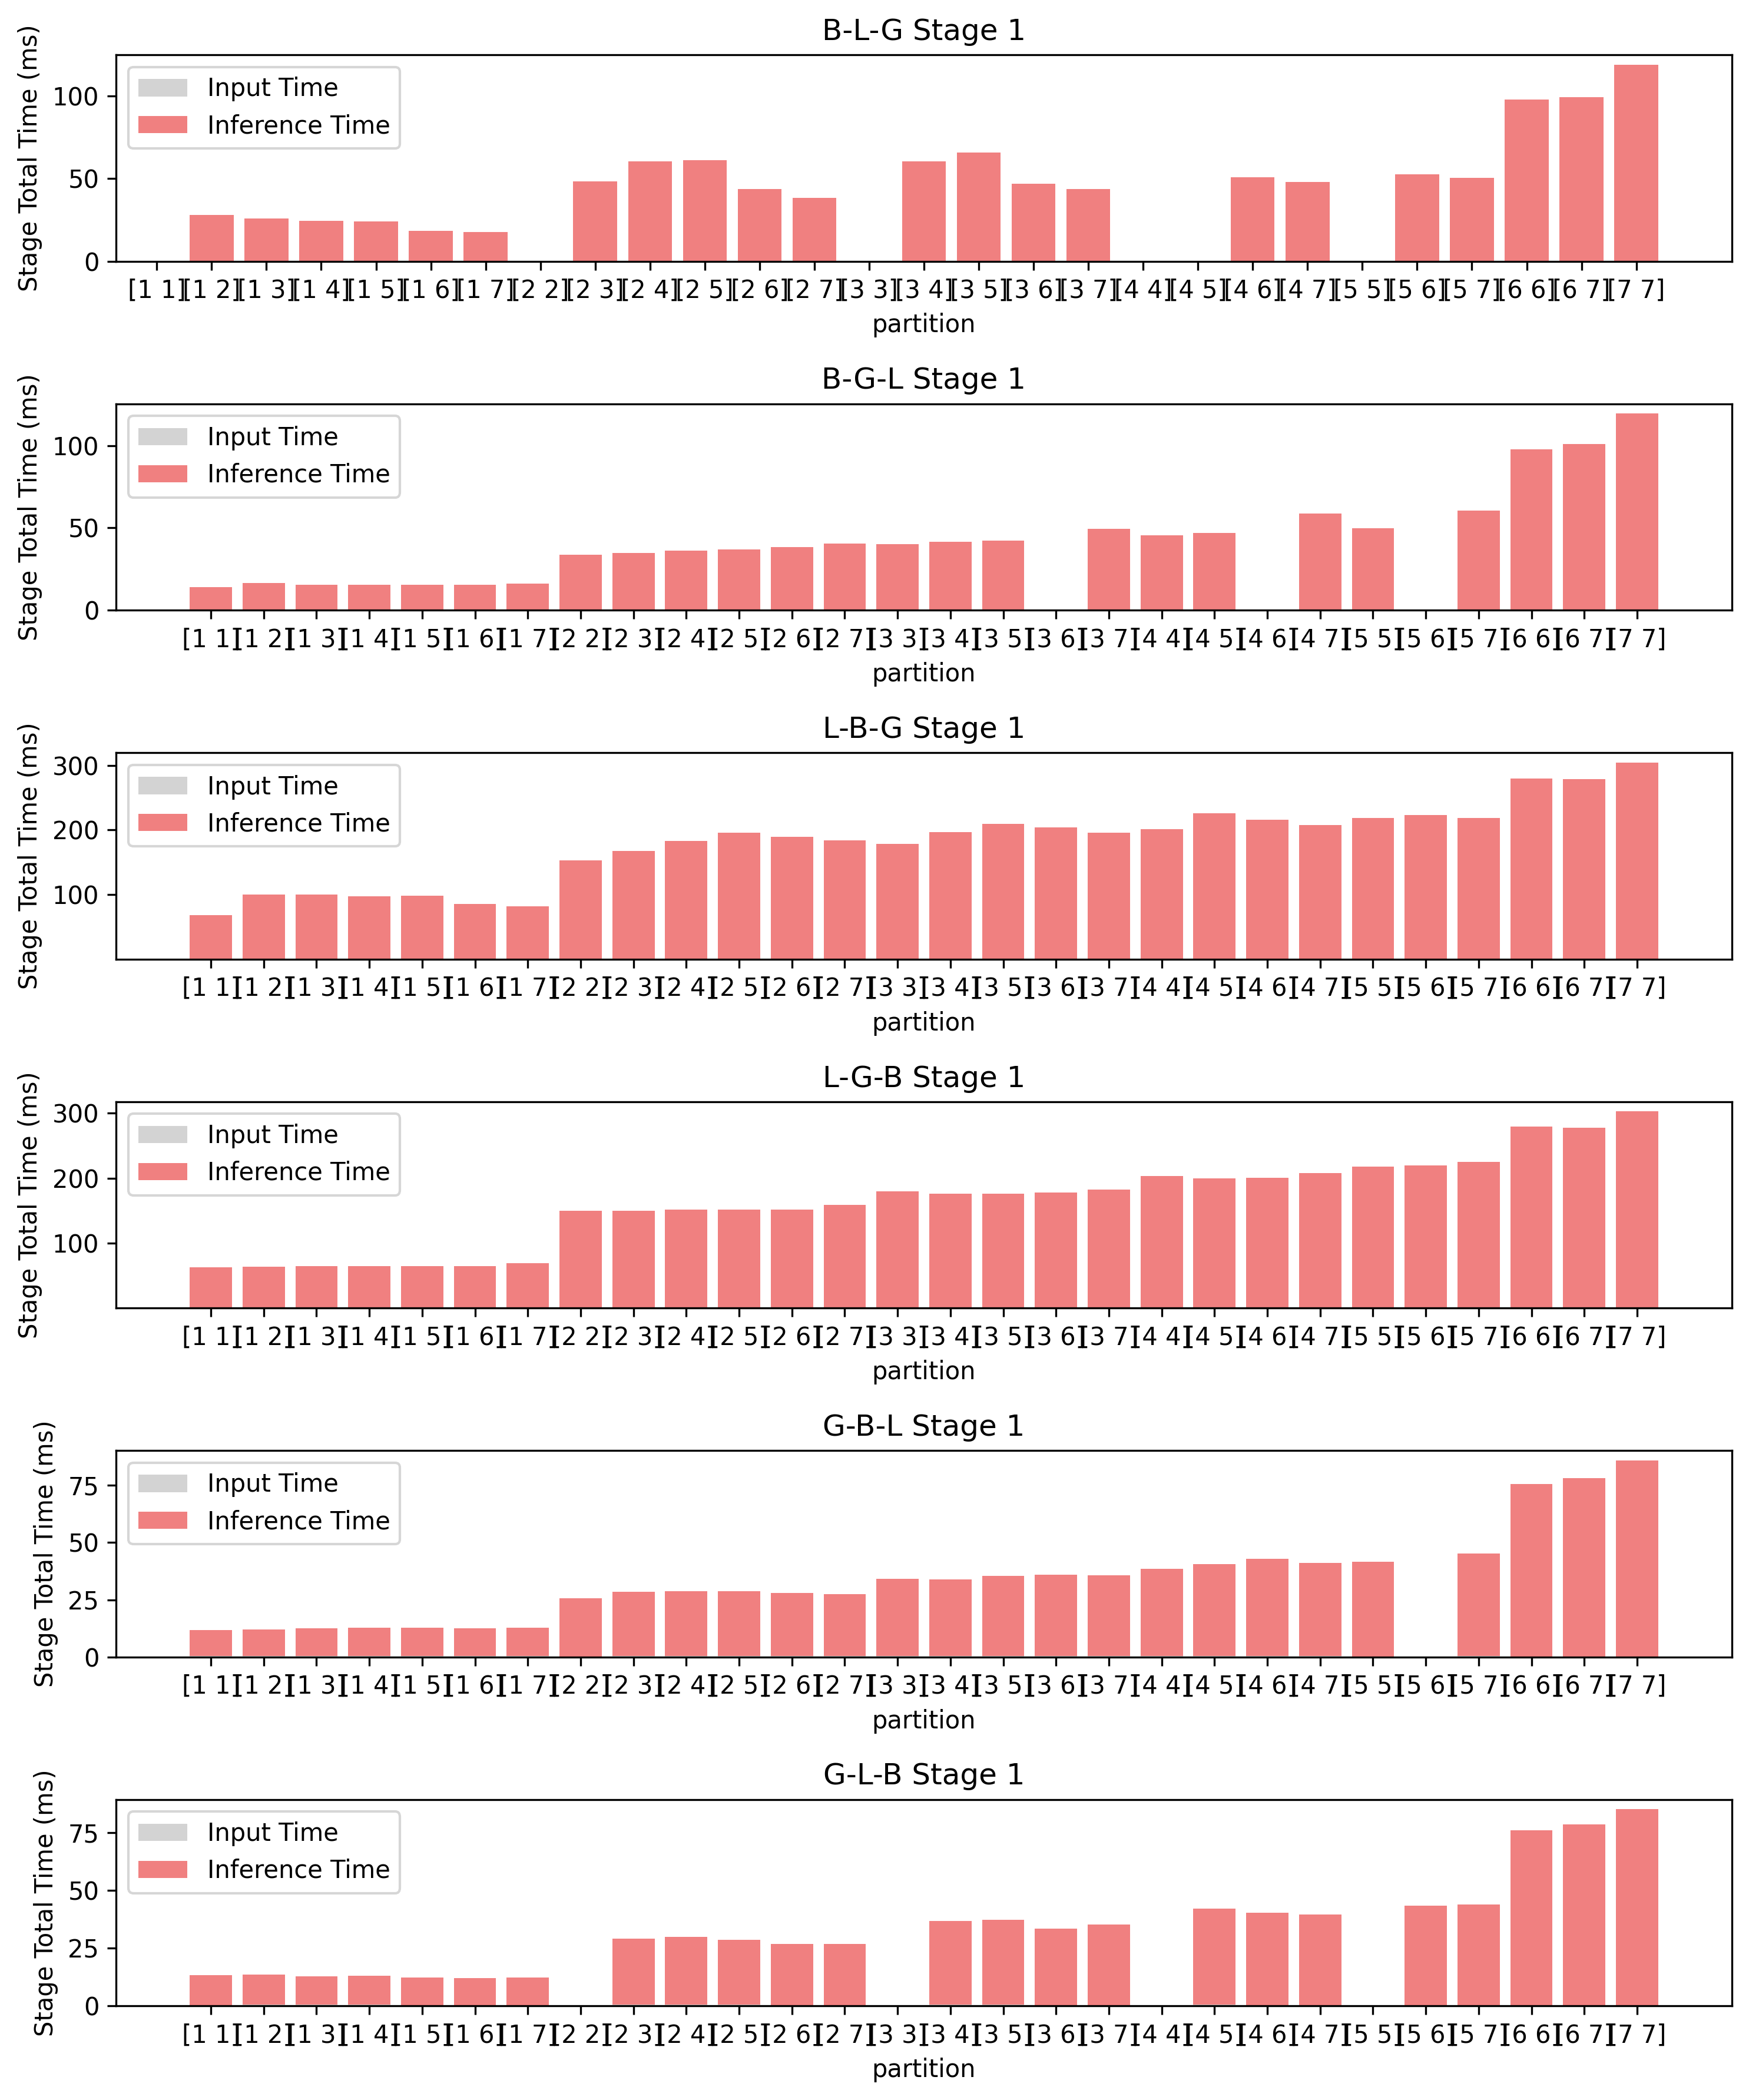 B-L-G Stage 1
Stage Total Time (ms)
100
50
0
Input Time
Inference Time
[1 1] [1 2] [1 3] [1 4] [1 5] [1 6] [1 7] [2 2] [2 3] [2 4] [2 5] [2 6] [2 7] [3 3] [3 4] [3 5] [3 6] [3 7] [4 4] [4 5] [4 6] [4 7] [5 5] [5 6] [5 7] [6 6] [6 7] [7 7]
partition
B-G-L Stage 1
Stage Total Time (ms)
100
50
0
Input Time
Inference Time
[1 1] [1 2] [1 3] [1 4] [1 5] [1 6] [1 7] [2 2] [2 3] [2 4] [2 5] [2 6] [2 7] [3 3] [3 4] [3 5] [3 6] [3 7] [4 4] [4 5] [4 6] [4 7] [5 5] [5 6] [5 7] [6 6] [6 7] [7 7]
partition
L-B-G Stage 1
Stage Total Time (ms)
300
200
100
Input Time
Inference Time
[1 1] [1 2] [1 3] [1 4] [1 5] [1 6] [1 7] [2 2] [2 3] [2 4] [2 5] [2 6] [2 7] [3 3] [3 4] [3 5] [3 6] [3 7] [4 4] [4 5] [4 6] [4 7] [5 5] [5 6] [5 7] [6 6] [6 7] [7 7]
partition
L-G-B Stage 1
Stage Total Time (ms)
300
200
100
Input Time
Inference Time
[1 1] [1 2] [1 3] [1 4] [1 5] [1 6] [1 7] [2 2] [2 3] [2 4] [2 5] [2 6] [2 7] [3 3] [3 4] [3 5] [3 6] [3 7] [4 4] [4 5] [4 6] [4 7] [5 5] [5 6] [5 7] [6 6] [6 7] [7 7]
partition
G-B-L Stage 1
Stage Total Time (ms)
75
50
25
0
Input Time
Inference Time
[1 1] [1 2] [1 3] [1 4] [1 5] [1 6] [1 7] [2 2] [2 3] [2 4] [2 5] [2 6] [2 7] [3 3] [3 4] [3 5] [3 6] [3 7] [4 4] [4 5] [4 6] [4 7] [5 5] [5 6] [5 7] [6 6] [6 7] [7 7]
partition
G-L-B Stage 1
Stage Total Time (ms)
75
50
25
0
Input Time
Inference Time
[1 1] [1 2] [1 3] [1 4] [1 5] [1 6] [1 7] [2 2] [2 3] [2 4] [2 5] [2 6] [2 7] [3 3] [3 4] [3 5] [3 6] [3 7] [4 4] [4 5] [4 6] [4 7] [5 5] [5 6] [5 7] [6 6] [6 7] [7 7]
partition